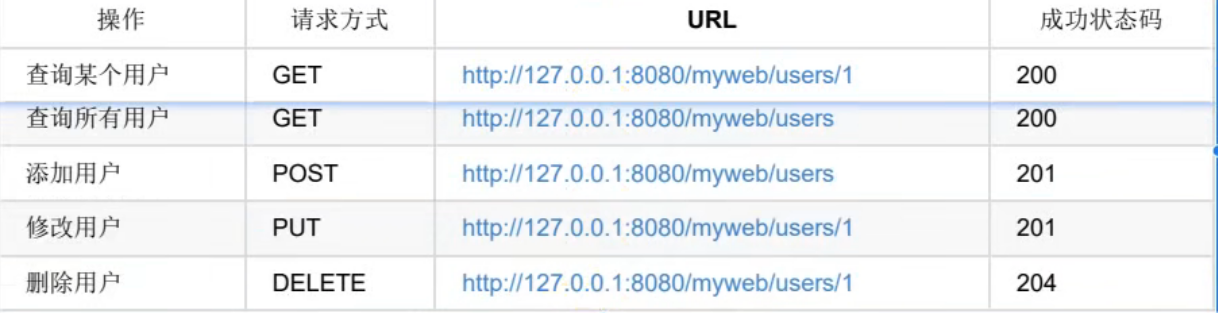 操作 请求方式 URL 成功状态码
查询某个用户 GET http://127.0.0.1:8080/myweb/users/1 200
查询所有用户 GET http://127.0.0.1:8080/myweb/users 200
添加用户 POST http://127.0.0.1:8080/myweb/users 201
修改用户 PUT http://127.0.0.1:8080/myweb/users/1 201
删除用户 DELETE http://127.0.0.1:8080/myweb/users/1 204